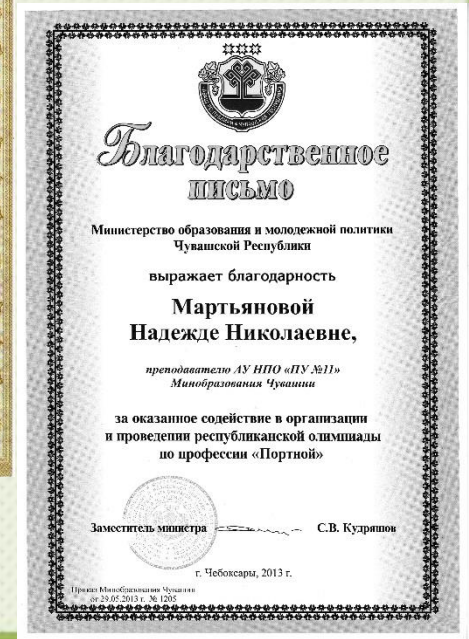 Благодарственное
письмо
Министерство образования и молодежной политики
Чувашской Республики
выражает благодарность
Мартьяновой
Надежде Николаевне,
преподавателю АУ НПО «ПУ №11»
Минобразования Чувашии
за оказанное содействие в организации
и проведении республиканской олимпиады
по профессии «Портной»
Заместитель министра С.В. Кудряшов
г. Чебоксары, 2013 г.
Приказ Минобразования Чувашии
от 29.05.2013 г. № 1205